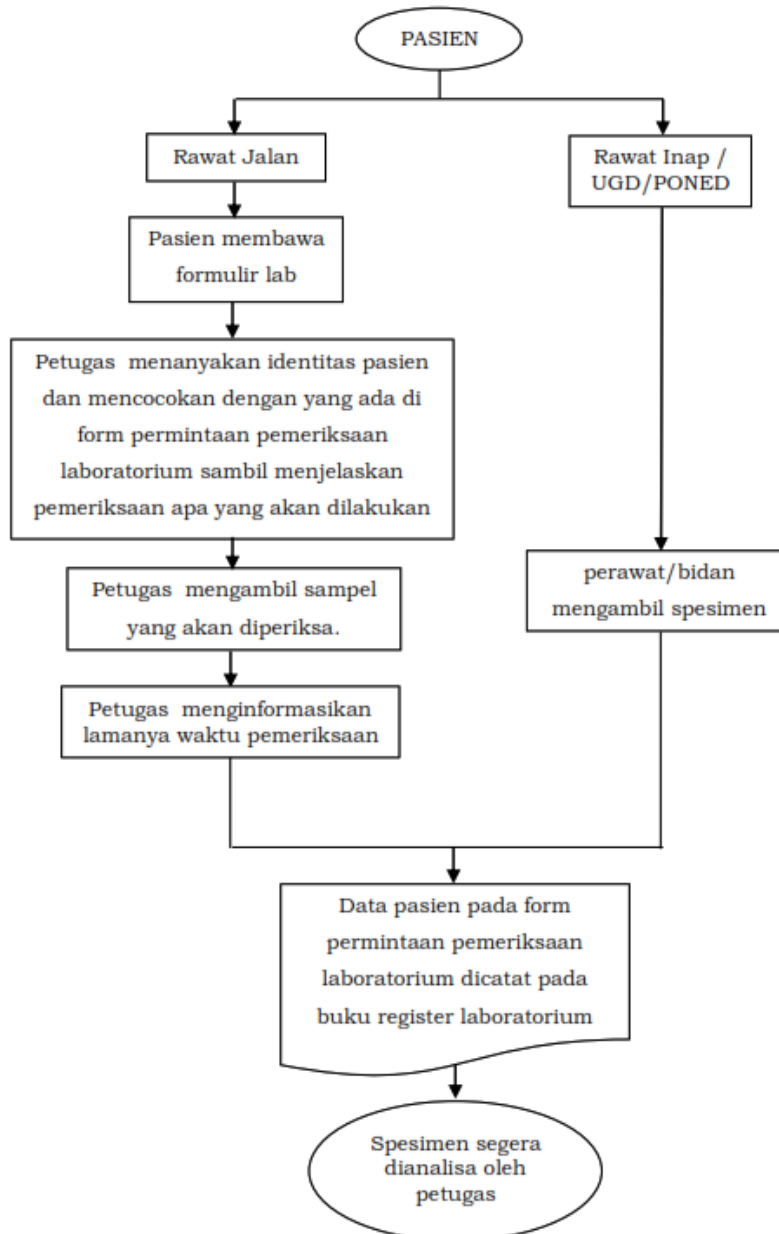 PASIEN
Rawat Jalan
Rawat Inap /
UGD/PONED
Pasien membawa
formulir lab
Petugas menanyakan identitas pasien
dan mencocokan dengan yang ada di
form permintaan pemeriksaan
laboratorium sambil menjelaskan
pemeriksaan apa yang akan dilakukan
Petugas mengambil sampel
yang akan diperiksa.
perawat/bidan
mengambil spesimen
Petugas menginformasikan
lamanya waktu pemeriksaan
Data pasien pada form
permintaan pemeriksaan
laboratorium dicatat pada
buku register laboratorium
Spesimen segera
dianalisa oleh
petugas